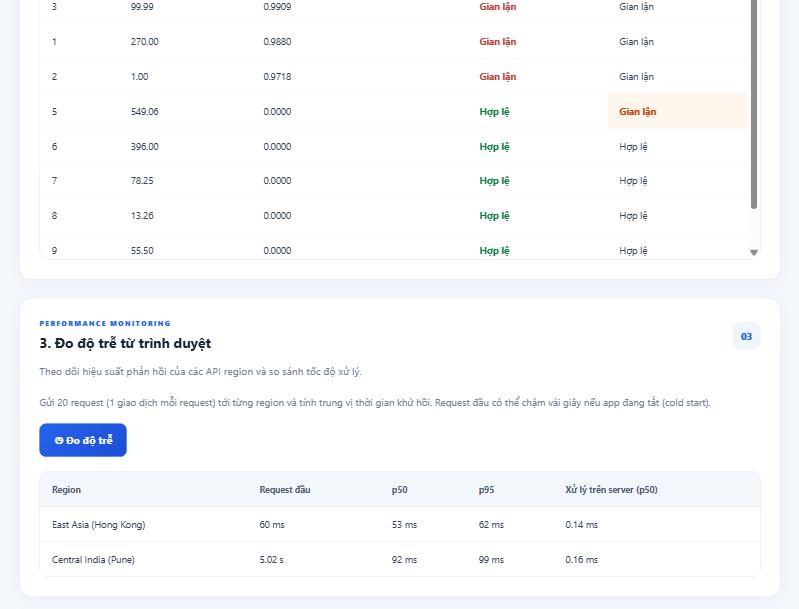 3 99.99 0.9909 Gian lận Gian lận
1 270.00 0.9880 Gian lận Gian lận
2 1.00 0.9718 Gian lận Gian lận
5 549.06 0.0000 Hợp lệ Gian lận
6 396.00 0.0000 Hợp lệ Hợp lệ
7 78.25 0.0000 Hợp lệ Hợp lệ
8 13.26 0.0000 Hợp lệ Hợp lệ
9 55.50 0.0000 Hợp lệ Hợp lệ
PERFORMANCE MONITORING
3. Đo độ trễ từ trình duyệt
03
Theo dõi hiệu suất phản hồi của các API region và so sánh tốc độ xử lý.
Gửi 20 request (1 giao dịch mỗi request) tới từng region và tính trung vị thời gian khứ hồi. Request đầu có thể chậm vài giây nếu app đang tắt (cold start).
Đo độ trễ
Region Request đầu p50 p95 Xử lý trên server (p50)
East Asia (Hong Kong) 60 ms 53 ms 62 ms 0.14 ms
Central India (Pune) 5.02 s 92 ms 99 ms 0.16 ms